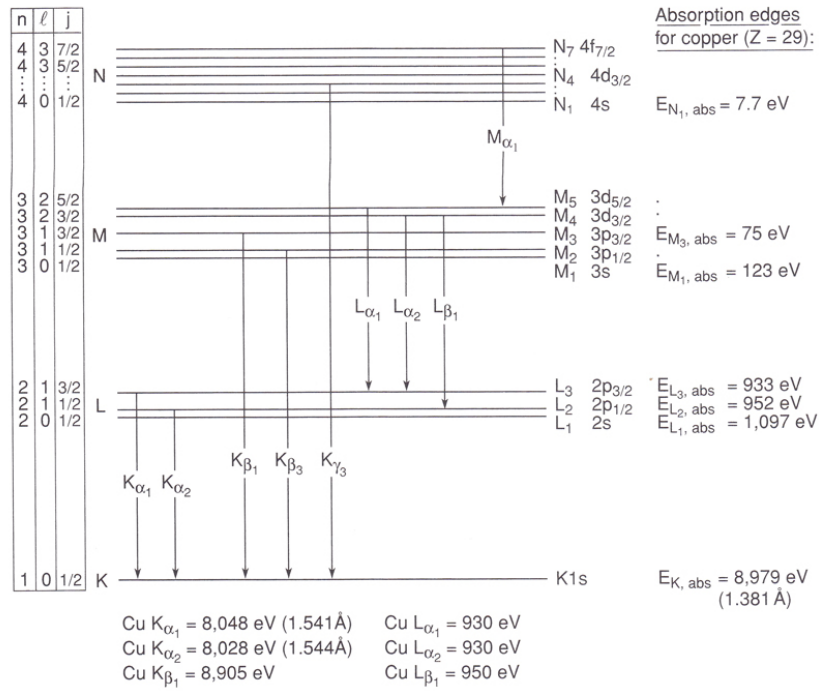 n ℓ j
Absorption edges
for copper (Z = 29):
4 3 7/2
N₇ 4f₇/₂
4 3 5/2
⋮ ⋮ ⋮
N
N₄ 4d₃/₂
4 0 1/2
N₁ 4s
E_N₁, abs = 7.7 eV
Mα₁
3 2 5/2
M₅ 3d₅/₂
3 2 3/2
M₄ 3d₃/₂
3 1 3/2
M
M₃ 3p₃/₂
E_M₃, abs = 75 eV
3 1 1/2
M₂ 3p₁/₂
3 0 1/2
M₁ 3s
E_M₁, abs = 123 eV
Lα₁ Lα₂ Lβ₁
2 1 3/2
L₃ 2p₃/₂
E_L₃, abs = 933 eV
2 1 1/2
L
L₂ 2p₁/₂
E_L₂, abs = 952 eV
2 0 1/2
L₁ 2s
E_L₁, abs = 1,097 eV
Kα₁ Kα₂ Kβ₁ Kβ₃ Kγ₃
1 0 1/2
K
K1s
E_K, abs = 8,979 eV
(1.381 Å)
Cu Kα₁ = 8,048 eV (1.541Å)
Cu Lα₁ = 930 eV
Cu Kα₂ = 8,028 eV (1.544Å)
Cu Lα₂ = 930 eV
Cu Kβ₁ = 8,905 eV
Cu Lβ₁ = 950 eV